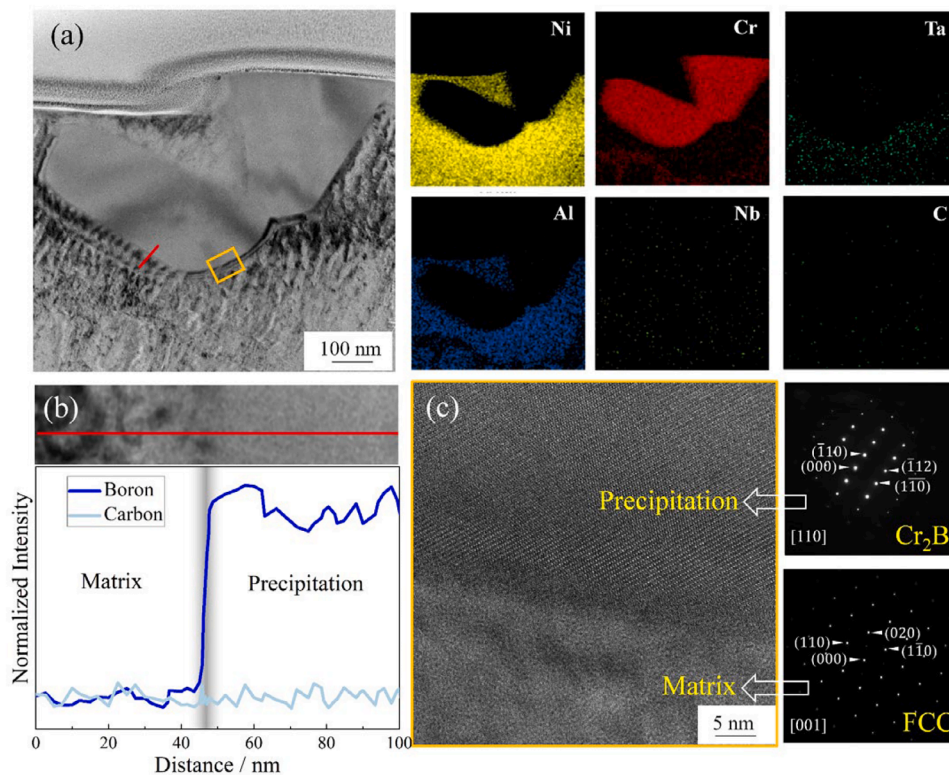 (a)
100 nm
Ni
Cr
Ta
Al
Nb
C
(b)
Normalized Intensity
Boron
Carbon
Matrix
Precipitation
0
20
40
60
80
100
Distance / nm
(c)
Precipitation
Matrix
5 nm
(1̅10)
(000)
(1̅12)
(11̅0)
[110]
Cr₂B
(110)
(020)
(11̅0)
(000)
[001]
FCC